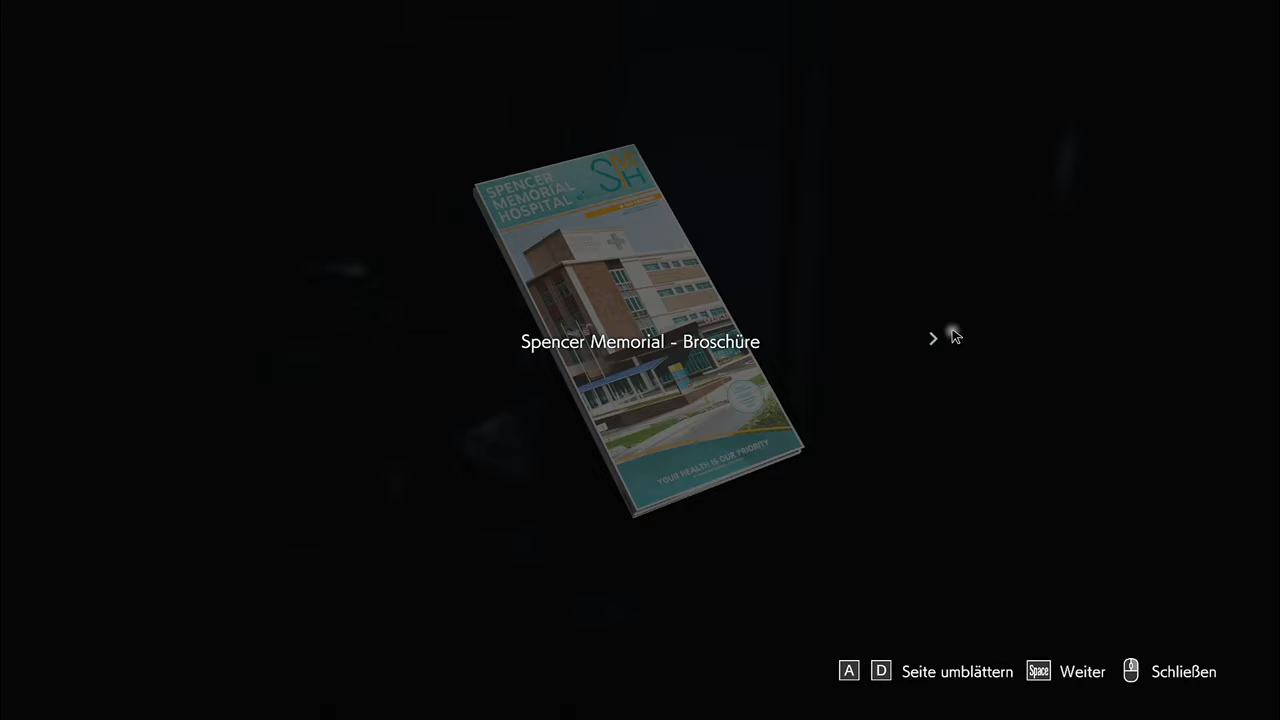 SPENCER
MEMORIAL
HOSPITAL
SMH
Spencer Memorial - Broschüre
YOUR HEALTH IS OUR PRIORITY
A
D
Seite umblättern
Space
Weiter
Schließen